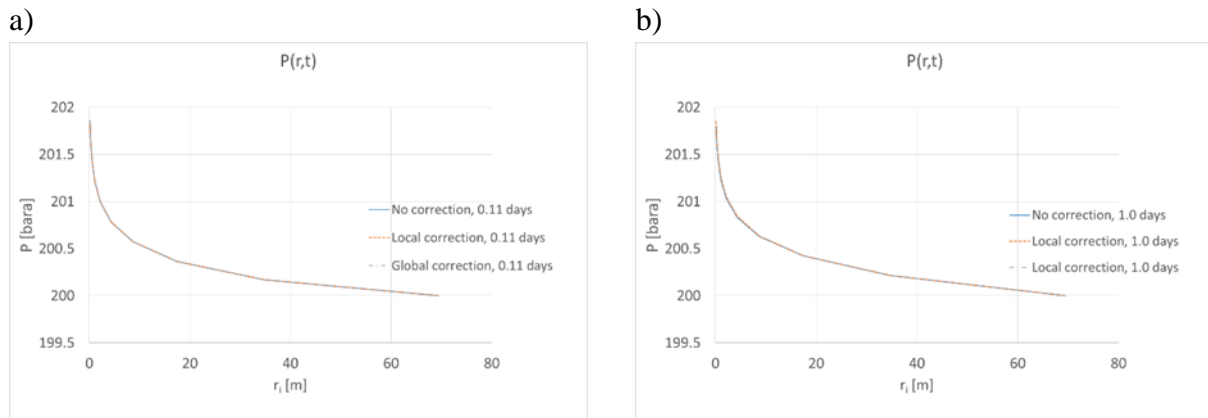 a)
P(r,t)
202
201.5
201
200.5
200
199.5
P [bara]
0
20
40
60
80
r_i [m]
No correction, 0.11 days
Local correction, 0.11 days
Global correction, 0.11 days
b)
P(r,t)
202
201.5
201
200.5
200
199.5
P [bara]
0
20
40
60
80
r_i [m]
No correction, 1.0 days
Local correction, 1.0 days
Local correction, 1.0 days